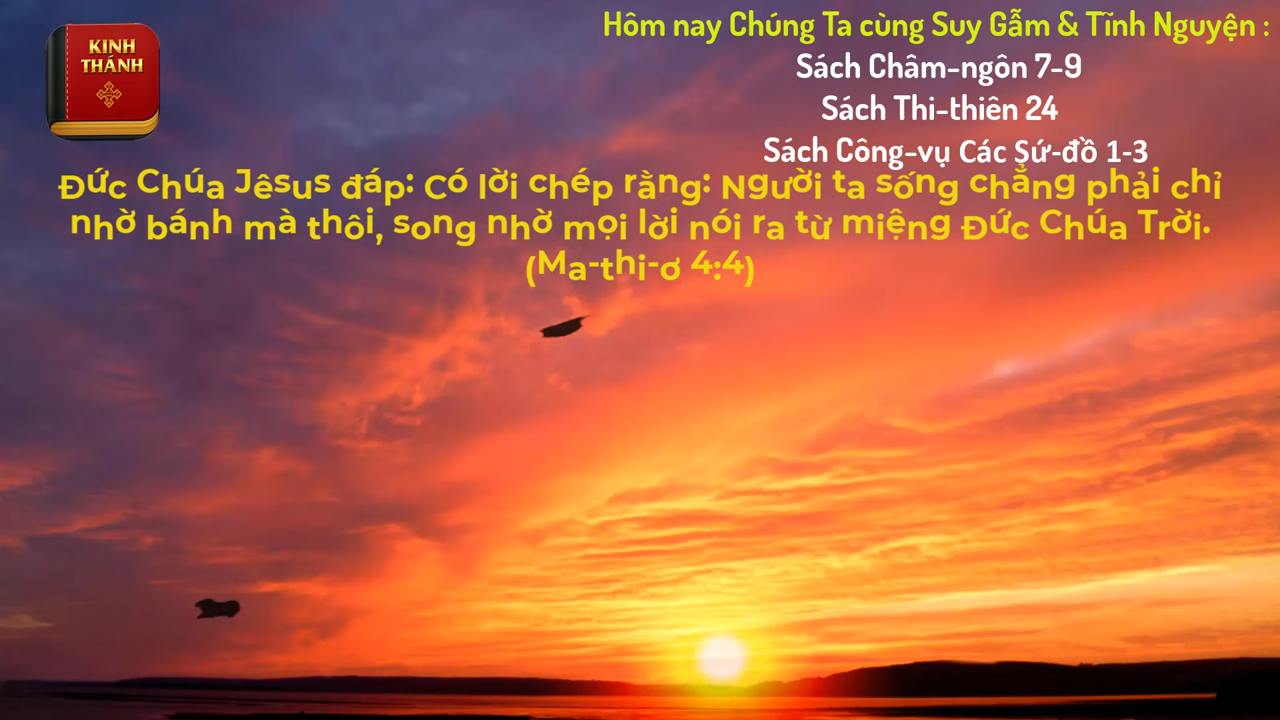 KINH
THÁNH
Hôm nay Chúng Ta cùng Suy Gẫm & Tĩnh Nguyện :
Sách Châm-ngôn 7-9
Sách Thi-thiên 24
Sách Công-vụ Các Sứ-đồ 1-3
Đức Chúa Jêsus đáp: Có lời chép rằng: Người ta sống chẳng phải chỉ
nhờ bánh mà thôi, song nhờ mọi lời nói ra từ miệng Đức Chúa Trời.
(Ma-thi-ơ 4:4)